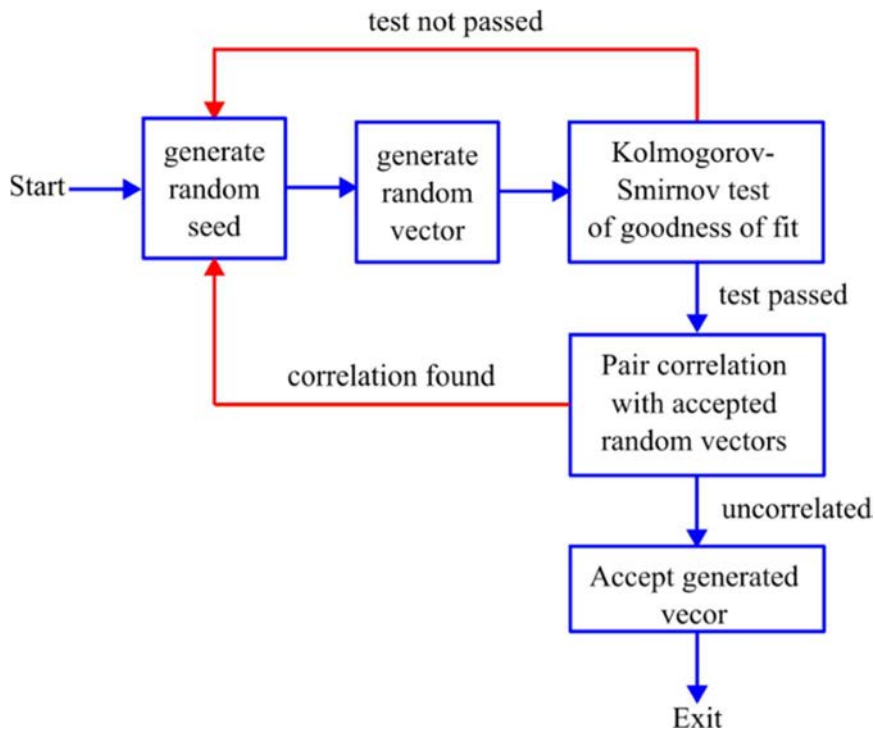 test not passed
Start
generate
random
seed
generate
random
vector
Kolmogorov-
Smirnov test
of goodness of fit
test passed
correlation found
Pair correlation
with accepted
random vectors
uncorrelated
Accept generated
vecor
Exit